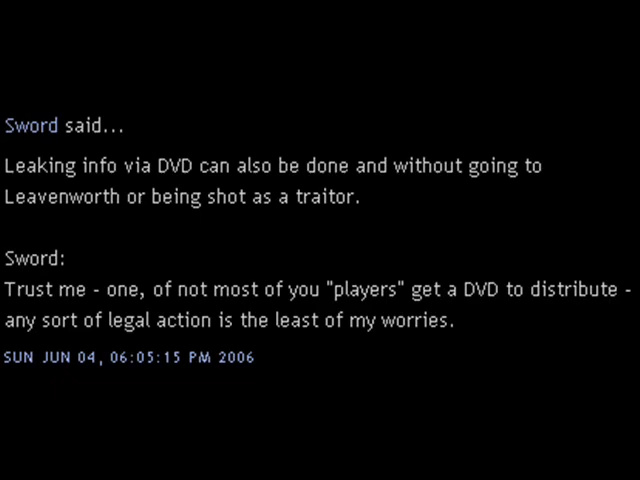 Sword said...
Leaking info via DVD can also be done and without going to
Leavenworth or being shot as a traitor.
Sword:
Trust me - one, of not most of you "players" get a DVD to distribute -
any sort of legal action is the least of my worries.
SUN JUN 04, 06:05:15 PM 2006